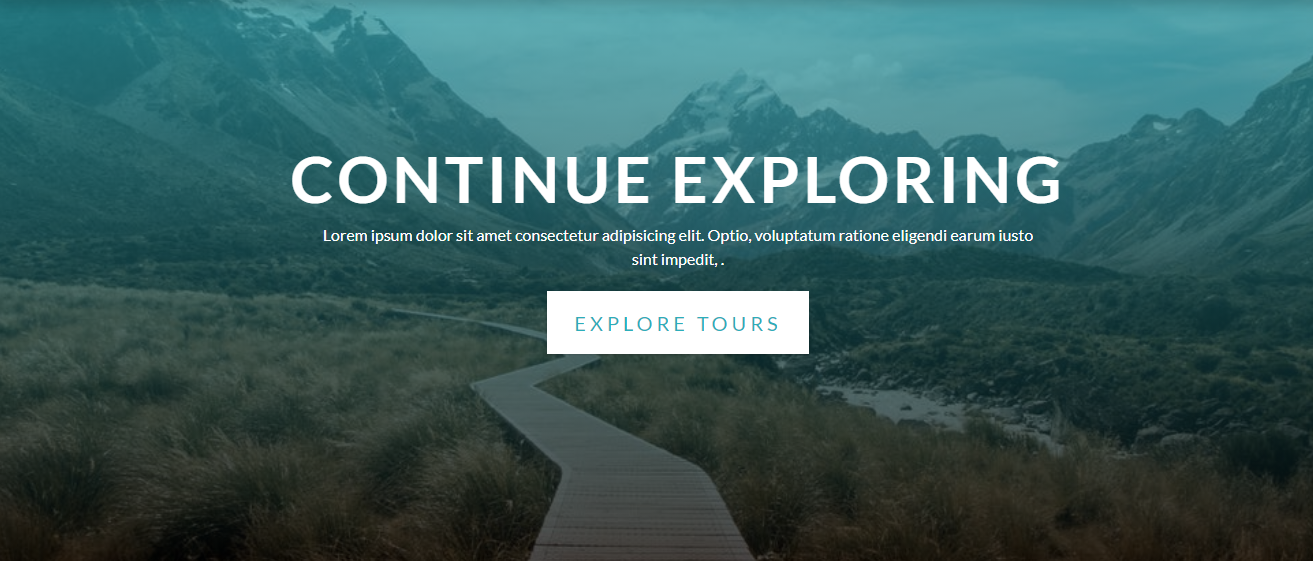 CONTINUE EXPLORING
Lorem ipsum dolor sit amet consectetur adipisicing elit. Optio, voluptatum ratione eligendi earum iusto
sint impedit, .
EXPLORE TOURS